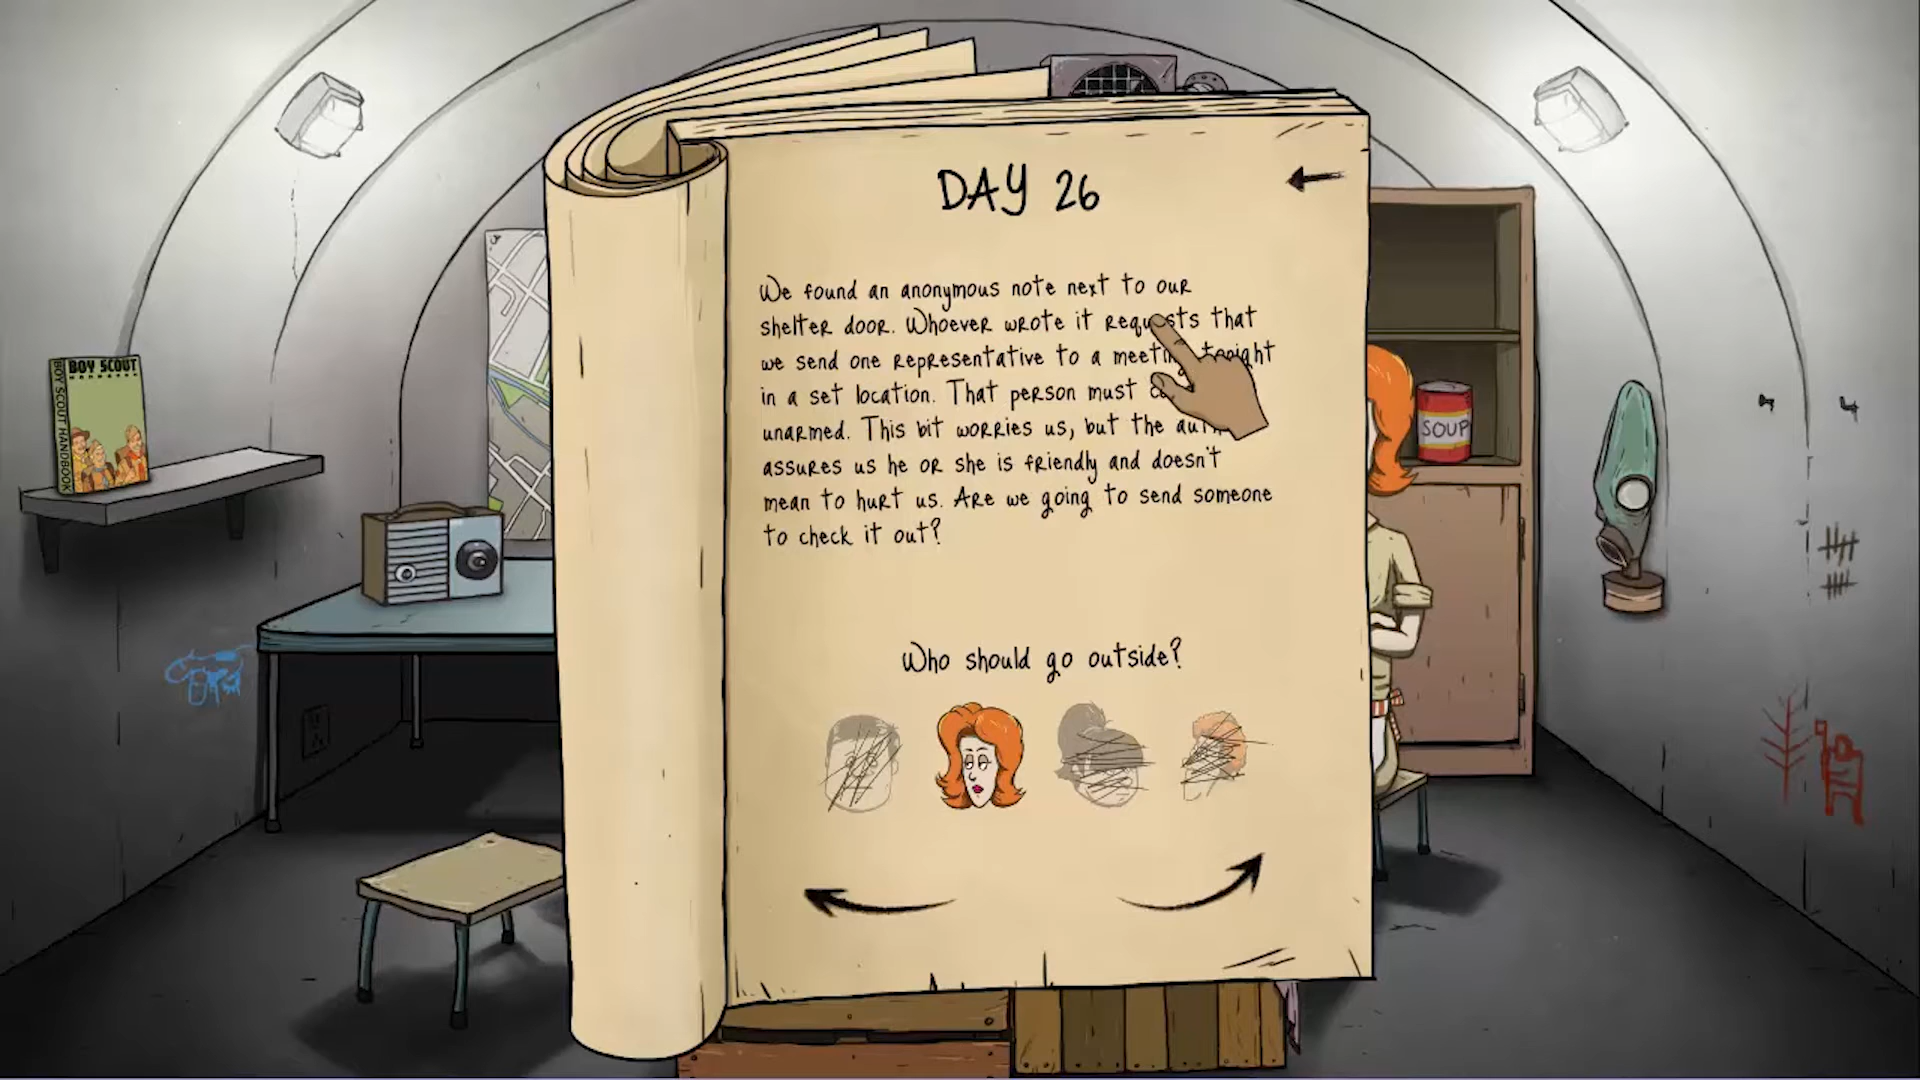 DAY 26
We found an anonymous note next to our
shelter door. Whoever wrote it requests that
we send one representative to a meeting tonight
in a set location. That person must
unarmed. This bit worries us, but the
assures us he or she is friendly and doesn't
mean to hurt us. Are we going to send someone
to check it out?
Who should go outside?
BOY SCOUT
BOY SCOUT HANDBOOK
SOUP